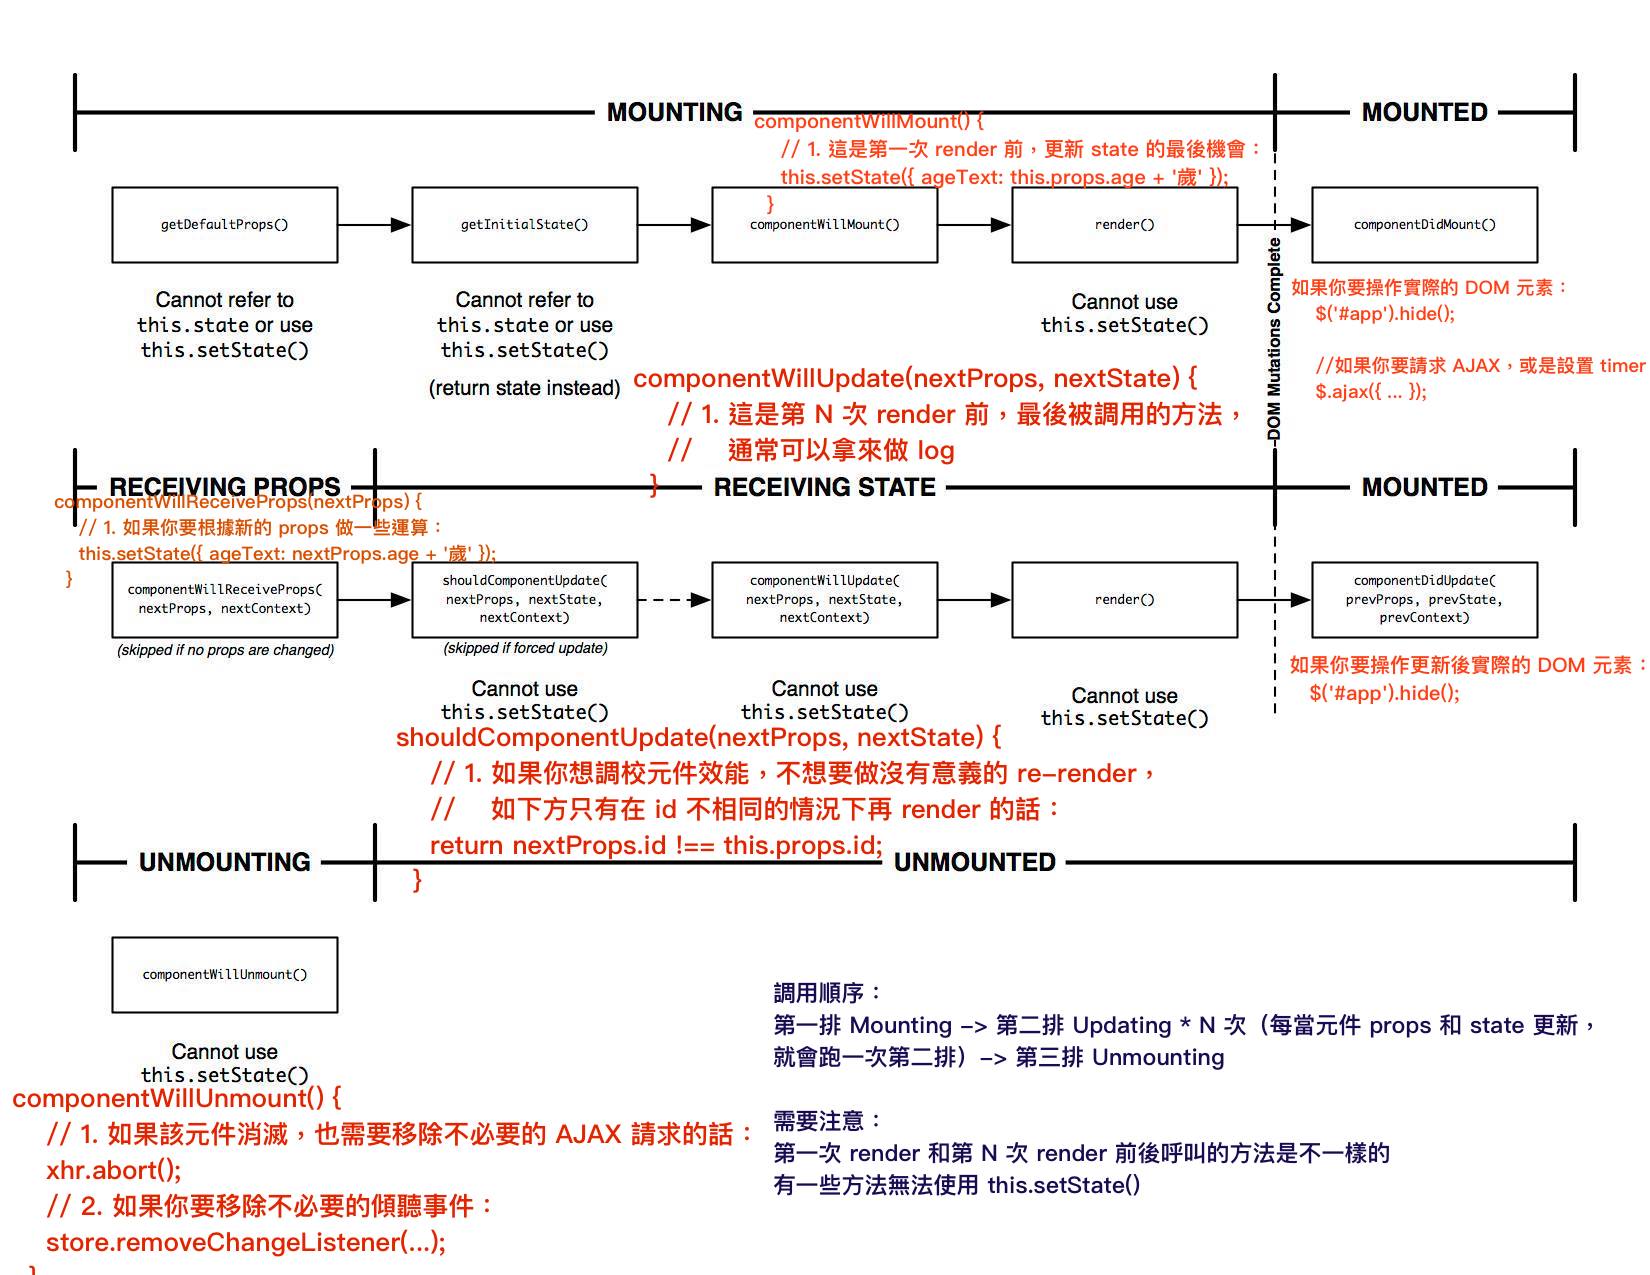 MOUNTING
MOUNTED
componentWillMount() {
// 1. 這是第一次 render 前，更新 state 的最後機會：
this.setState({ ageText: this.props.age + '歲' });
}
getDefaultProps()
getInitialState()
componentWillMount()
render()
componentDidMount()
Cannot refer to
this.state or use
this.setState()
Cannot refer to
this.state or use
this.setState()
(return state instead)
Cannot use
this.setState()
DOM Mutations Complete
如果你要操作實際的 DOM 元素：
$('#app').hide();
//如果你要請求 AJAX，或是設置 timer
$.ajax({ ... });
componentWillUpdate(nextProps, nextState) {
// 1. 這是第 N 次 render 前，最後被調用的方法，
// 通常可以拿來做 log
}
RECEIVING PROPS
RECEIVING STATE
MOUNTED
componentWillReceiveProps(nextProps) {
// 1. 如果你要根據新的 props 做一些運算：
this.setState({ ageText: nextProps.age + '歲' });
}
componentWillReceiveProps(
nextProps, nextContext)
(skipped if no props are changed)
shouldComponentUpdate(
nextProps, nextState,
nextContext)
(skipped if forced update)
Cannot use
this.setState()
componentWillUpdate(
nextProps, nextState,
nextContext)
Cannot use
this.setState()
render()
Cannot use
this.setState()
componentDidUpdate(
prevProps, prevState,
prevContext)
如果你要操作更新後實際的 DOM 元素：
$('#app').hide();
shouldComponentUpdate(nextProps, nextState) {
// 1. 如果你想調校元件效能，不想要做沒有意義的 re-render，
// 如下方只有在 id 不相同的情況下再 render 的話：
return nextProps.id !== this.props.id;
}
UNMOUNTING
UNMOUNTED
componentWillUnmount()
Cannot use
this.setState()
componentWillUnmount() {
// 1. 如果該元件消滅，也需要移除不必要的 AJAX 請求的話：
xhr.abort();
// 2. 如果你要移除不必要的傾聽事件：
store.removeChangeListener(...);
}
調用順序：
第一排 Mounting -> 第二排 Updating * N 次（每當元件 props 和 state 更新，
就會跑一次第二排）-> 第三排 Unmounting
需要注意：
第一次 render 和第 N 次 render 前後呼叫的方法是不一樣的
有一些方法無法使用 this.setState()